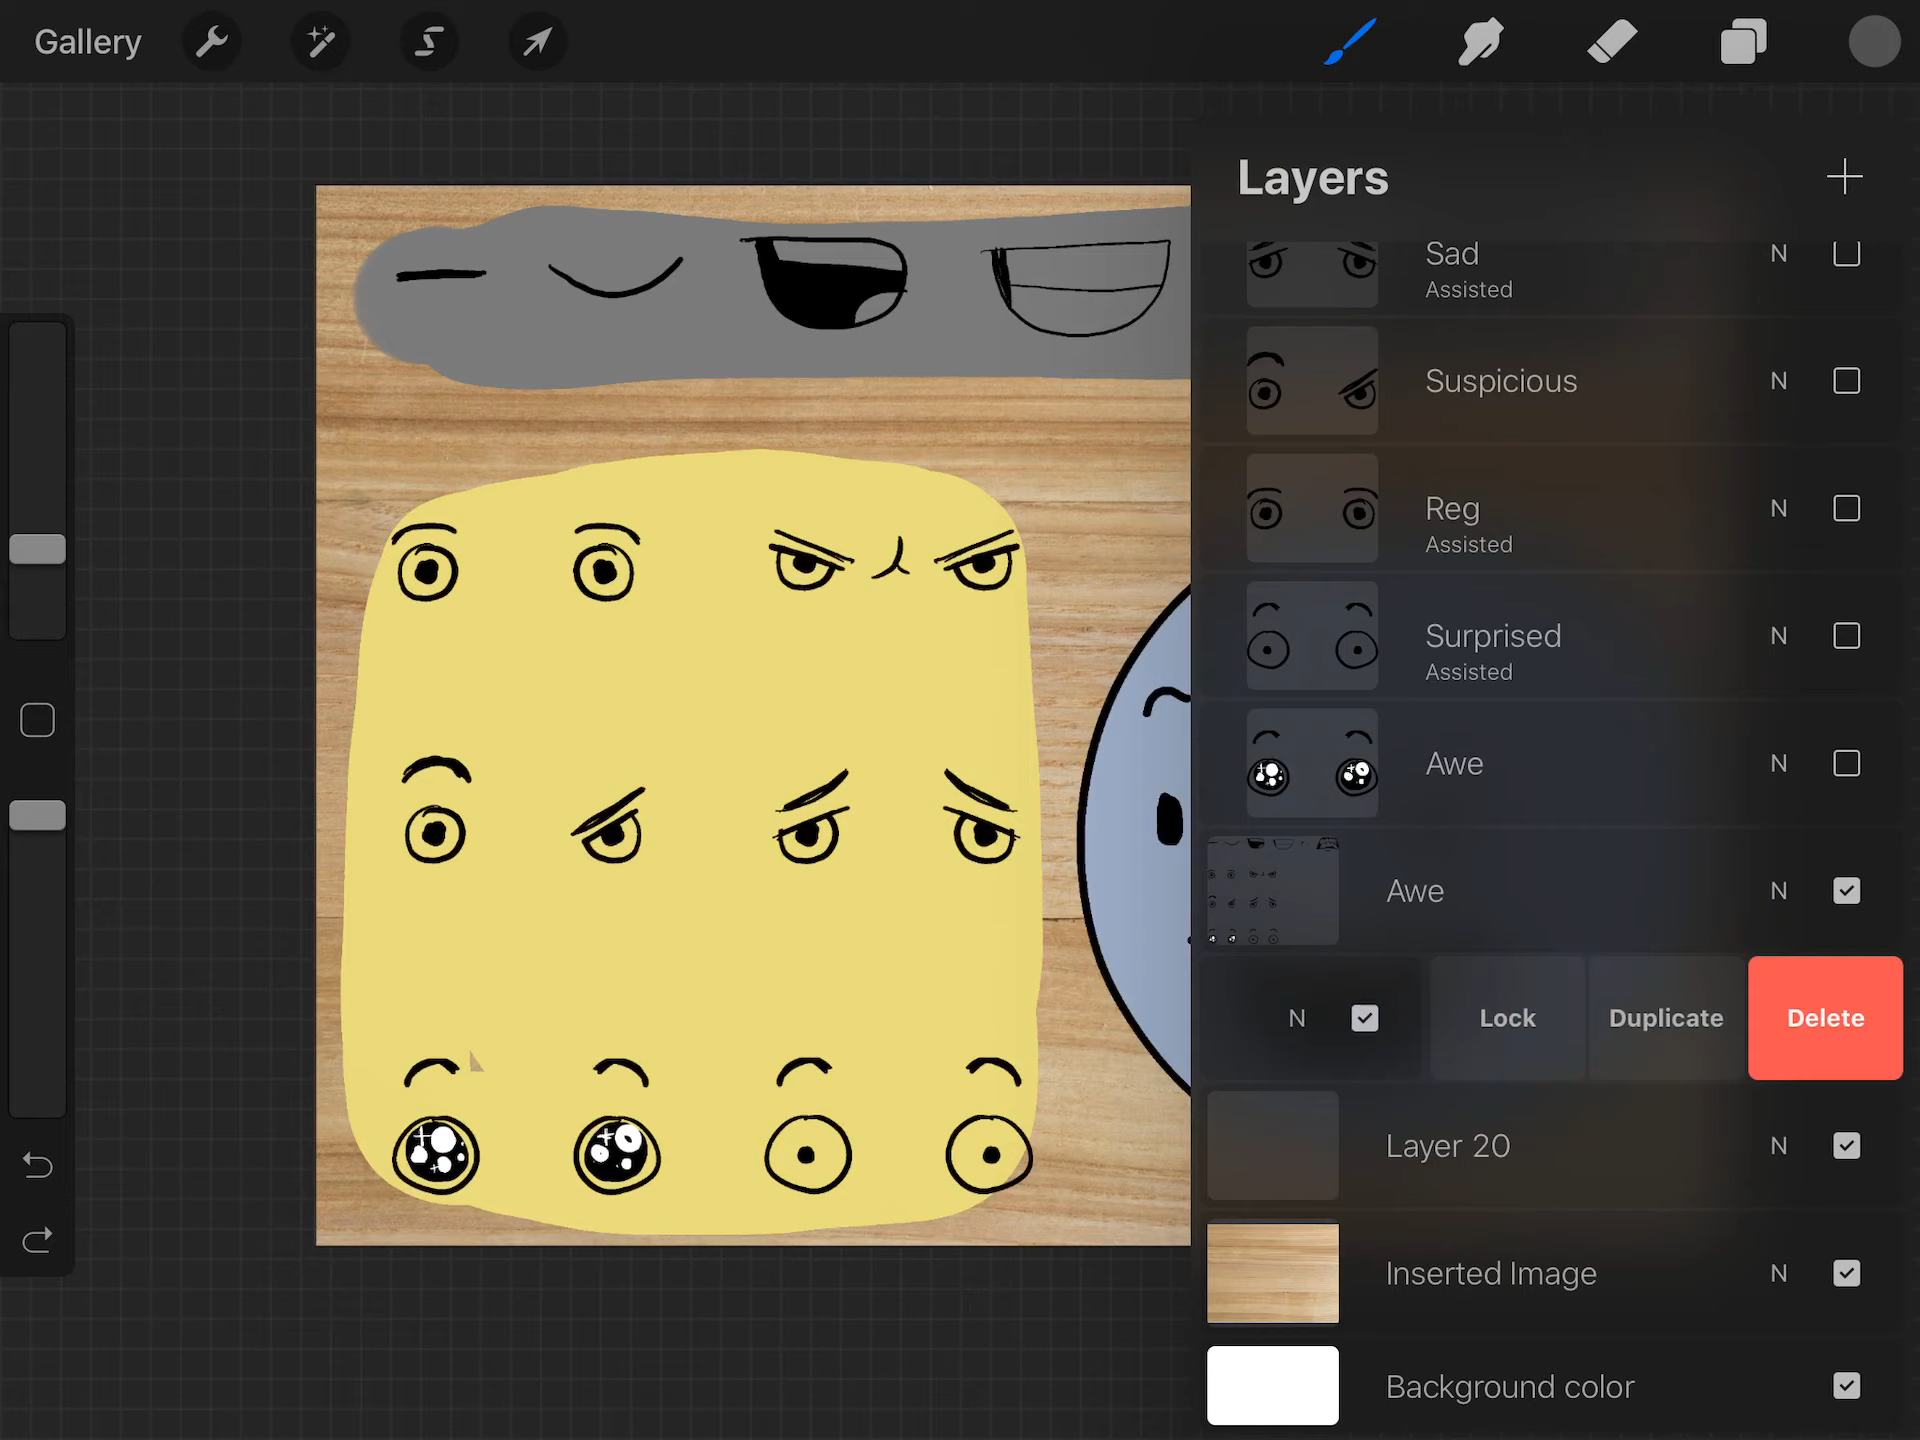 Gallery
Layers
Sad
N
Assisted
Suspicious
N
Reg
N
Assisted
Surprised
N
Assisted
Awe
N
Awe
N
N
Lock
Duplicate
Delete
Layer 20
N
Inserted Image
N
Background color